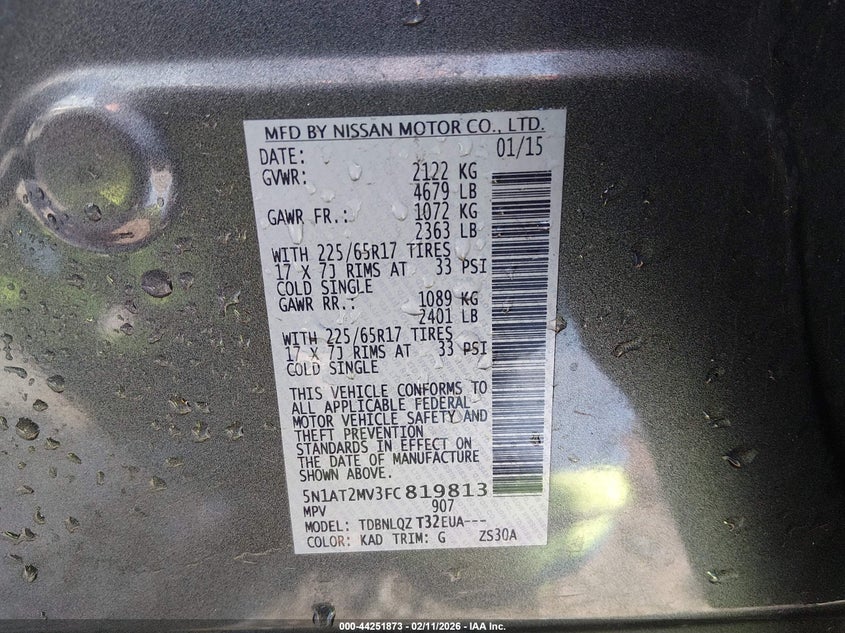 MFD BY NISSAN MOTOR CO., LTD.
DATE: 01/15
GVWR: 2122 KG
4679 LB
GAWR FR.: 1072 KG
2363 LB
WITH 225/65R17 TIRES
17 X 7J RIMS AT 33 PSI
COLD SINGLE
GAWR RR.: 1089 KG
2401 LB
WITH 225/65R17 TIRES
17 X 7J RIMS AT 33 PSI
COLD SINGLE
THIS VEHICLE CONFORMS TO
ALL APPLICABLE FEDERAL
MOTOR VEHICLE SAFETY AND
THEFT PREVENTION
STANDARDS IN EFFECT ON
THE DATE OF MANUFACTURE
SHOWN ABOVE.
5N1AT2MV3FC819813
MPV 907
MODEL: TDBNLQZ T32EUA---
COLOR: KAD TRIM: G ZS30A
000-44251873 - 02/11/2026 - IAA Inc.